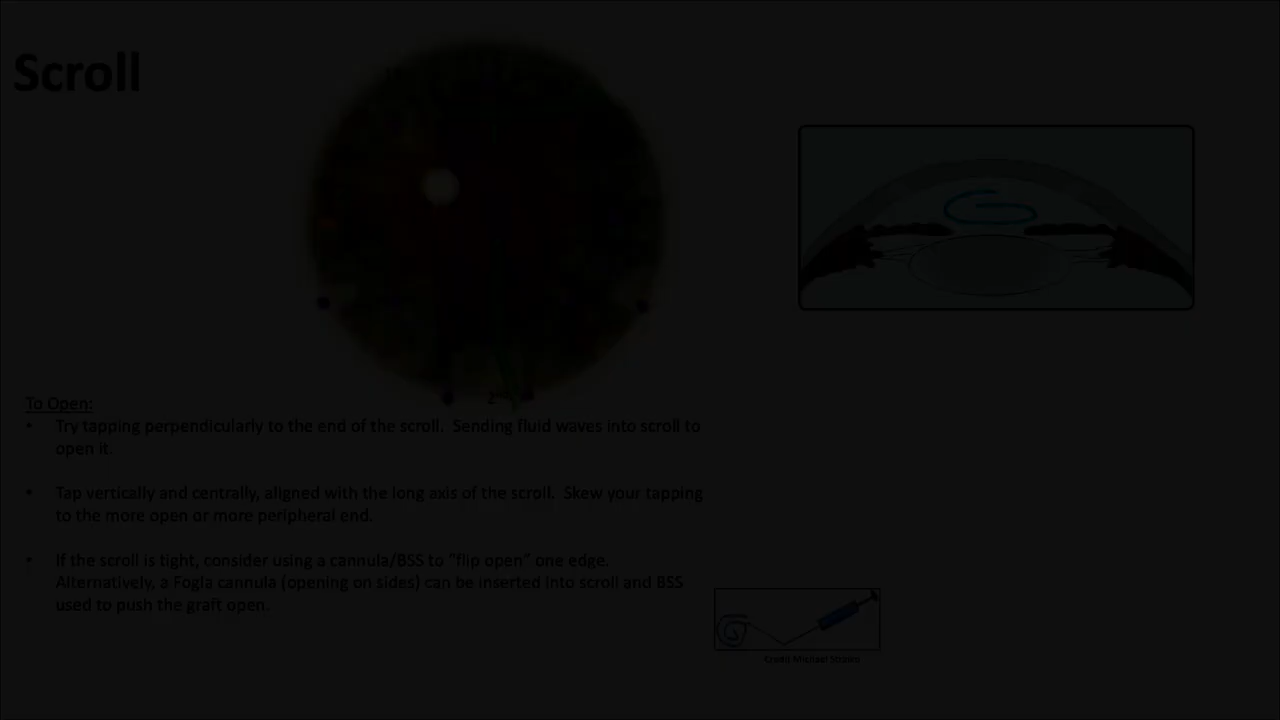 Scroll
2
To Open:
• Try tapping perpendicularly to the end of the scroll. Sending fluid waves into scroll to
open it.
• Tap vertically and centrally, aligned with the long axis of the scroll. Skew your tapping
to the more open or more peripheral end.
• If the scroll is tight, consider using a cannula/BSS to "flip open" one edge.
Alternatively, a Fogla cannula (opening on sides) can be inserted into scroll and BSS
used to push the graft open.
Credit Michael Straiko